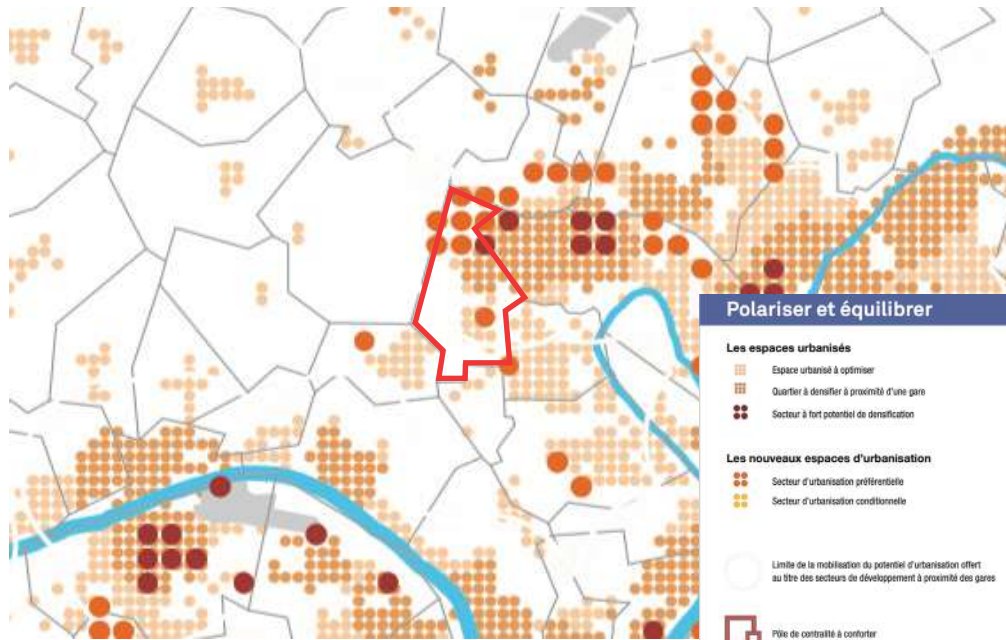 Polariser et équilibrer
Les espaces urbanisés
Espace urbanisé à optimiser
Quartier à densifier à proximité d'une gare
Secteur à fort potentiel de densification
Les nouveaux espaces d'urbanisation
Secteur d'urbanisation préférentielle
Secteur d'urbanisation conditionnelle
Limite de la mobilisation du potentiel d'urbanisation offert
au titre des secteurs de développement à proximité des gares
Pôle de centralité à conforter